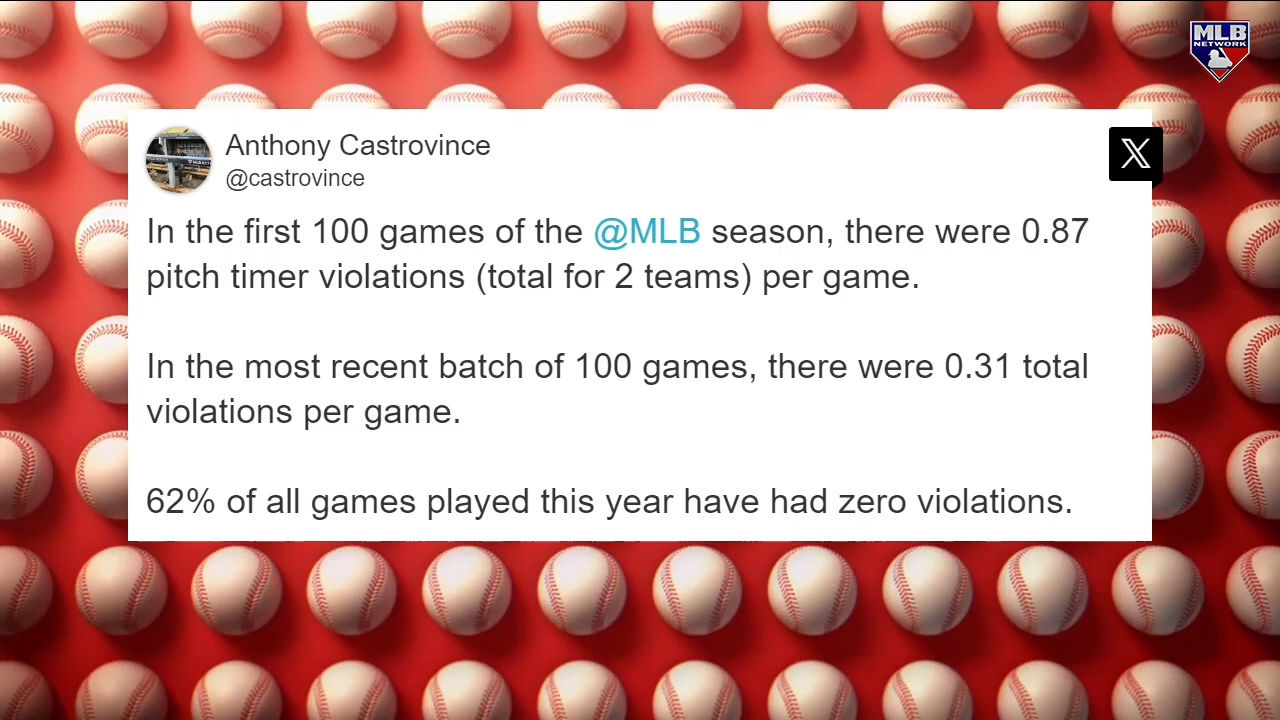 MLB
NETWORK
Anthony Castrovince
@castrovince
X
In the first 100 games of the @MLB season, there were 0.87
pitch timer violations (total for 2 teams) per game.
In the most recent batch of 100 games, there were 0.31 total
violations per game.
62% of all games played this year have had zero violations.